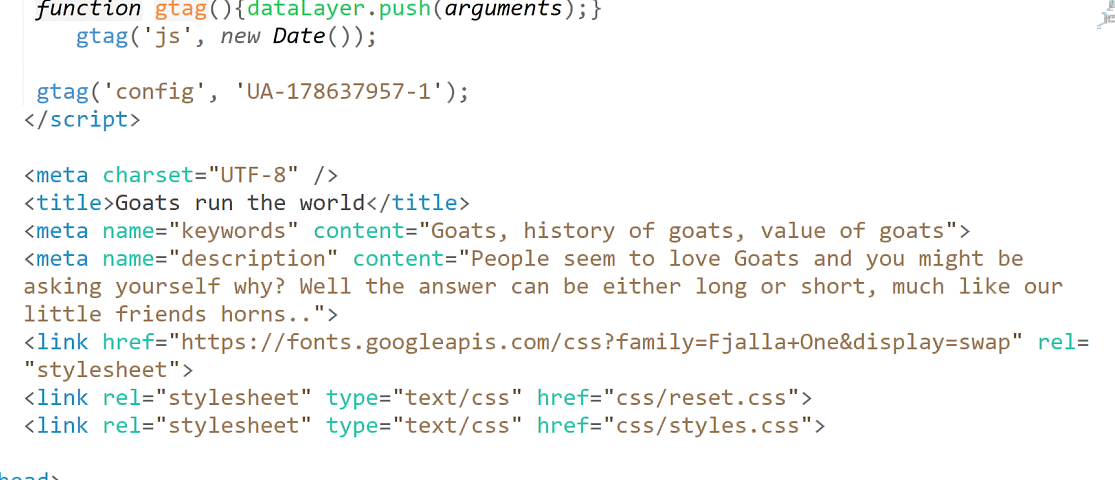 function gtag(){dataLayer.push(arguments);}
gtag('js', new Date());
gtag('config', 'UA-178637957-1');
</script>
<meta charset="UTF-8" />
<title>Goats run the world</title>
<meta name="keywords" content="Goats, history of goats, value of goats">
<meta name="description" content="People seem to love Goats and you might be
asking yourself why? Well the answer can be either long or short, much like our
little friends horns..">
<link href="https://fonts.googleapis.com/css?family=Fjalla+One&display=swap" rel=
"stylesheet">
<link rel="stylesheet" type="text/css" href="css/reset.css">
<link rel="stylesheet" type="text/css" href="css/styles.css">